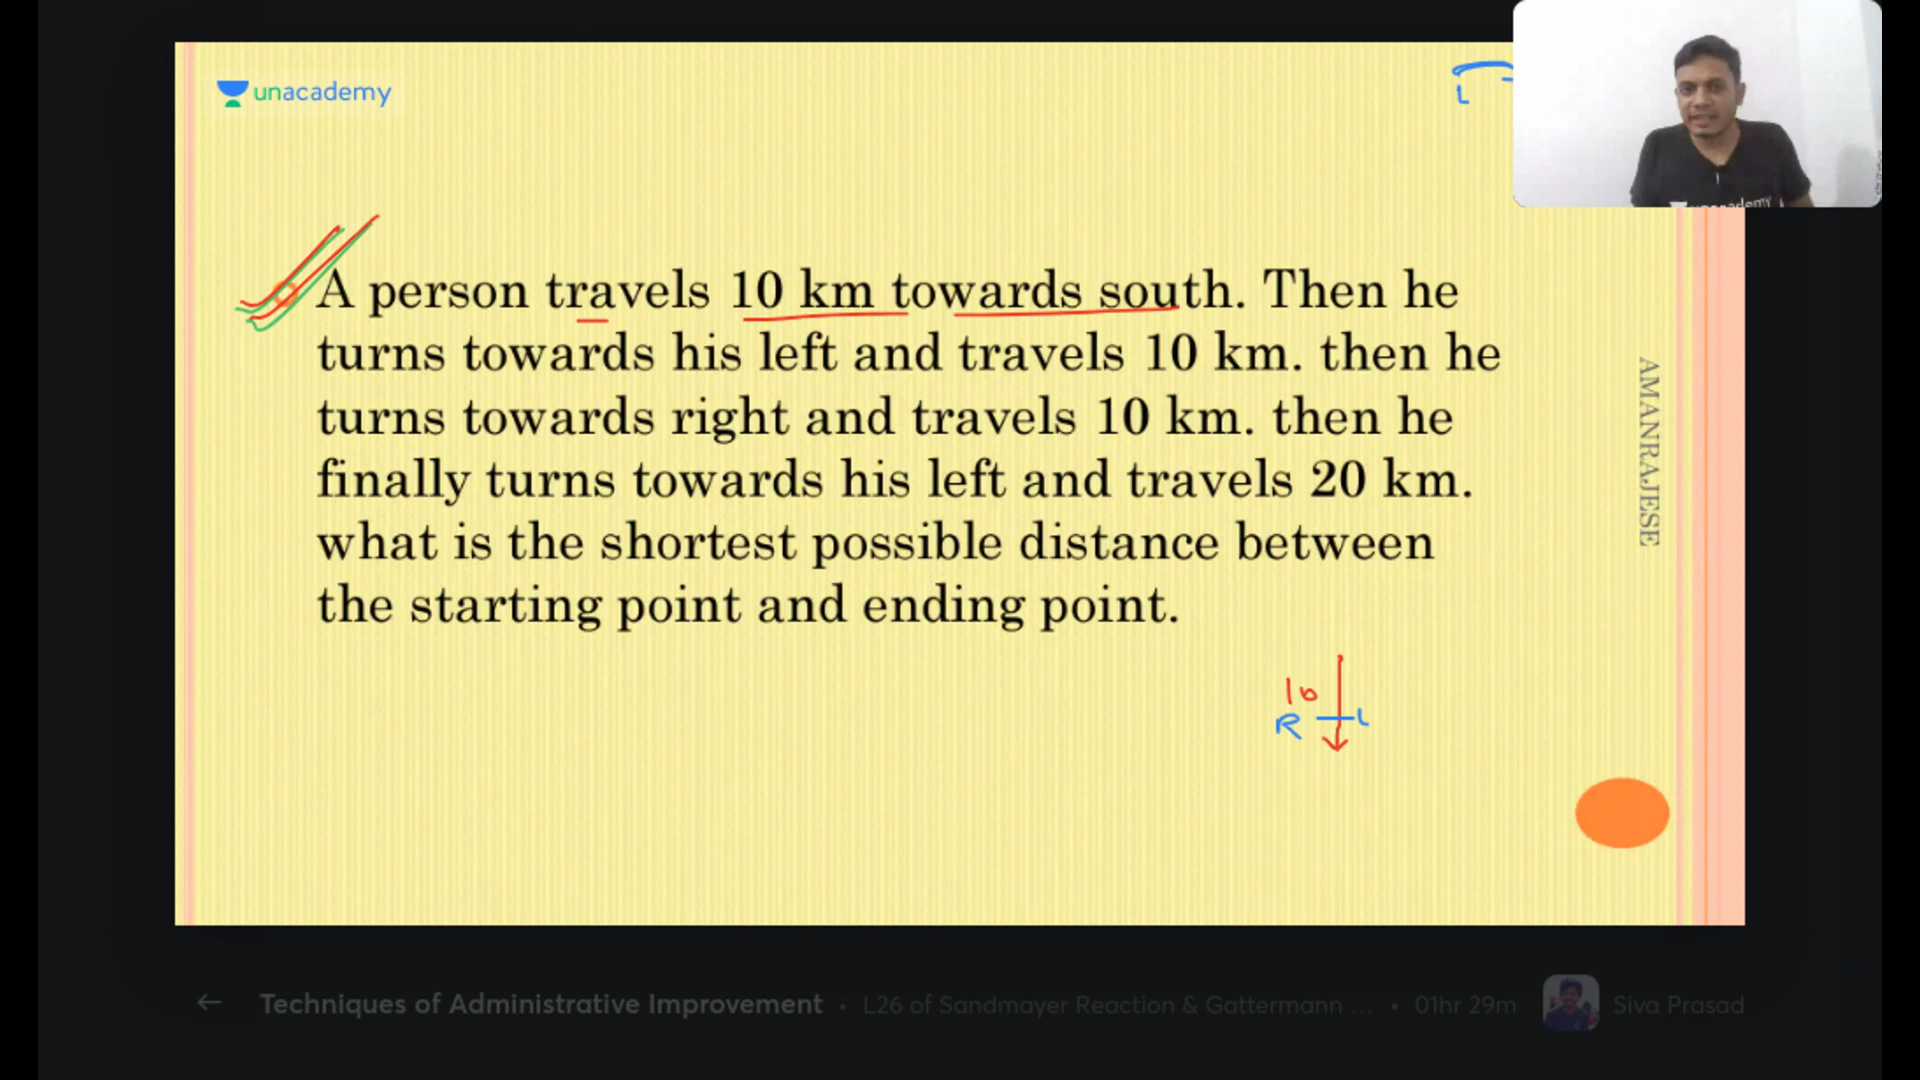 unacademy
L
A person travels 10 km towards south. Then he
turns towards his left and travels 10 km. then he
turns towards right and travels 10 km. then he
finally turns towards his left and travels 20 km.
what is the shortest possible distance between
the starting point and ending point.
AMANRAJESE
10
R L
Techniques of Administrative Improvement • L26 of Sandmayer Reaction & Gattermann ... • 01hr 29m Siva Prasad